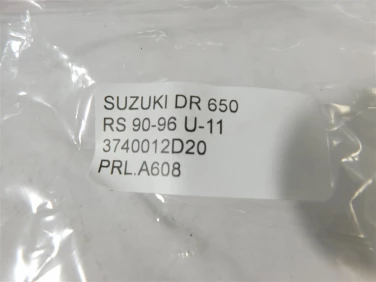 SUZUKI DR 650
RS 90-96 U-11
3740012D20
PRL.A608